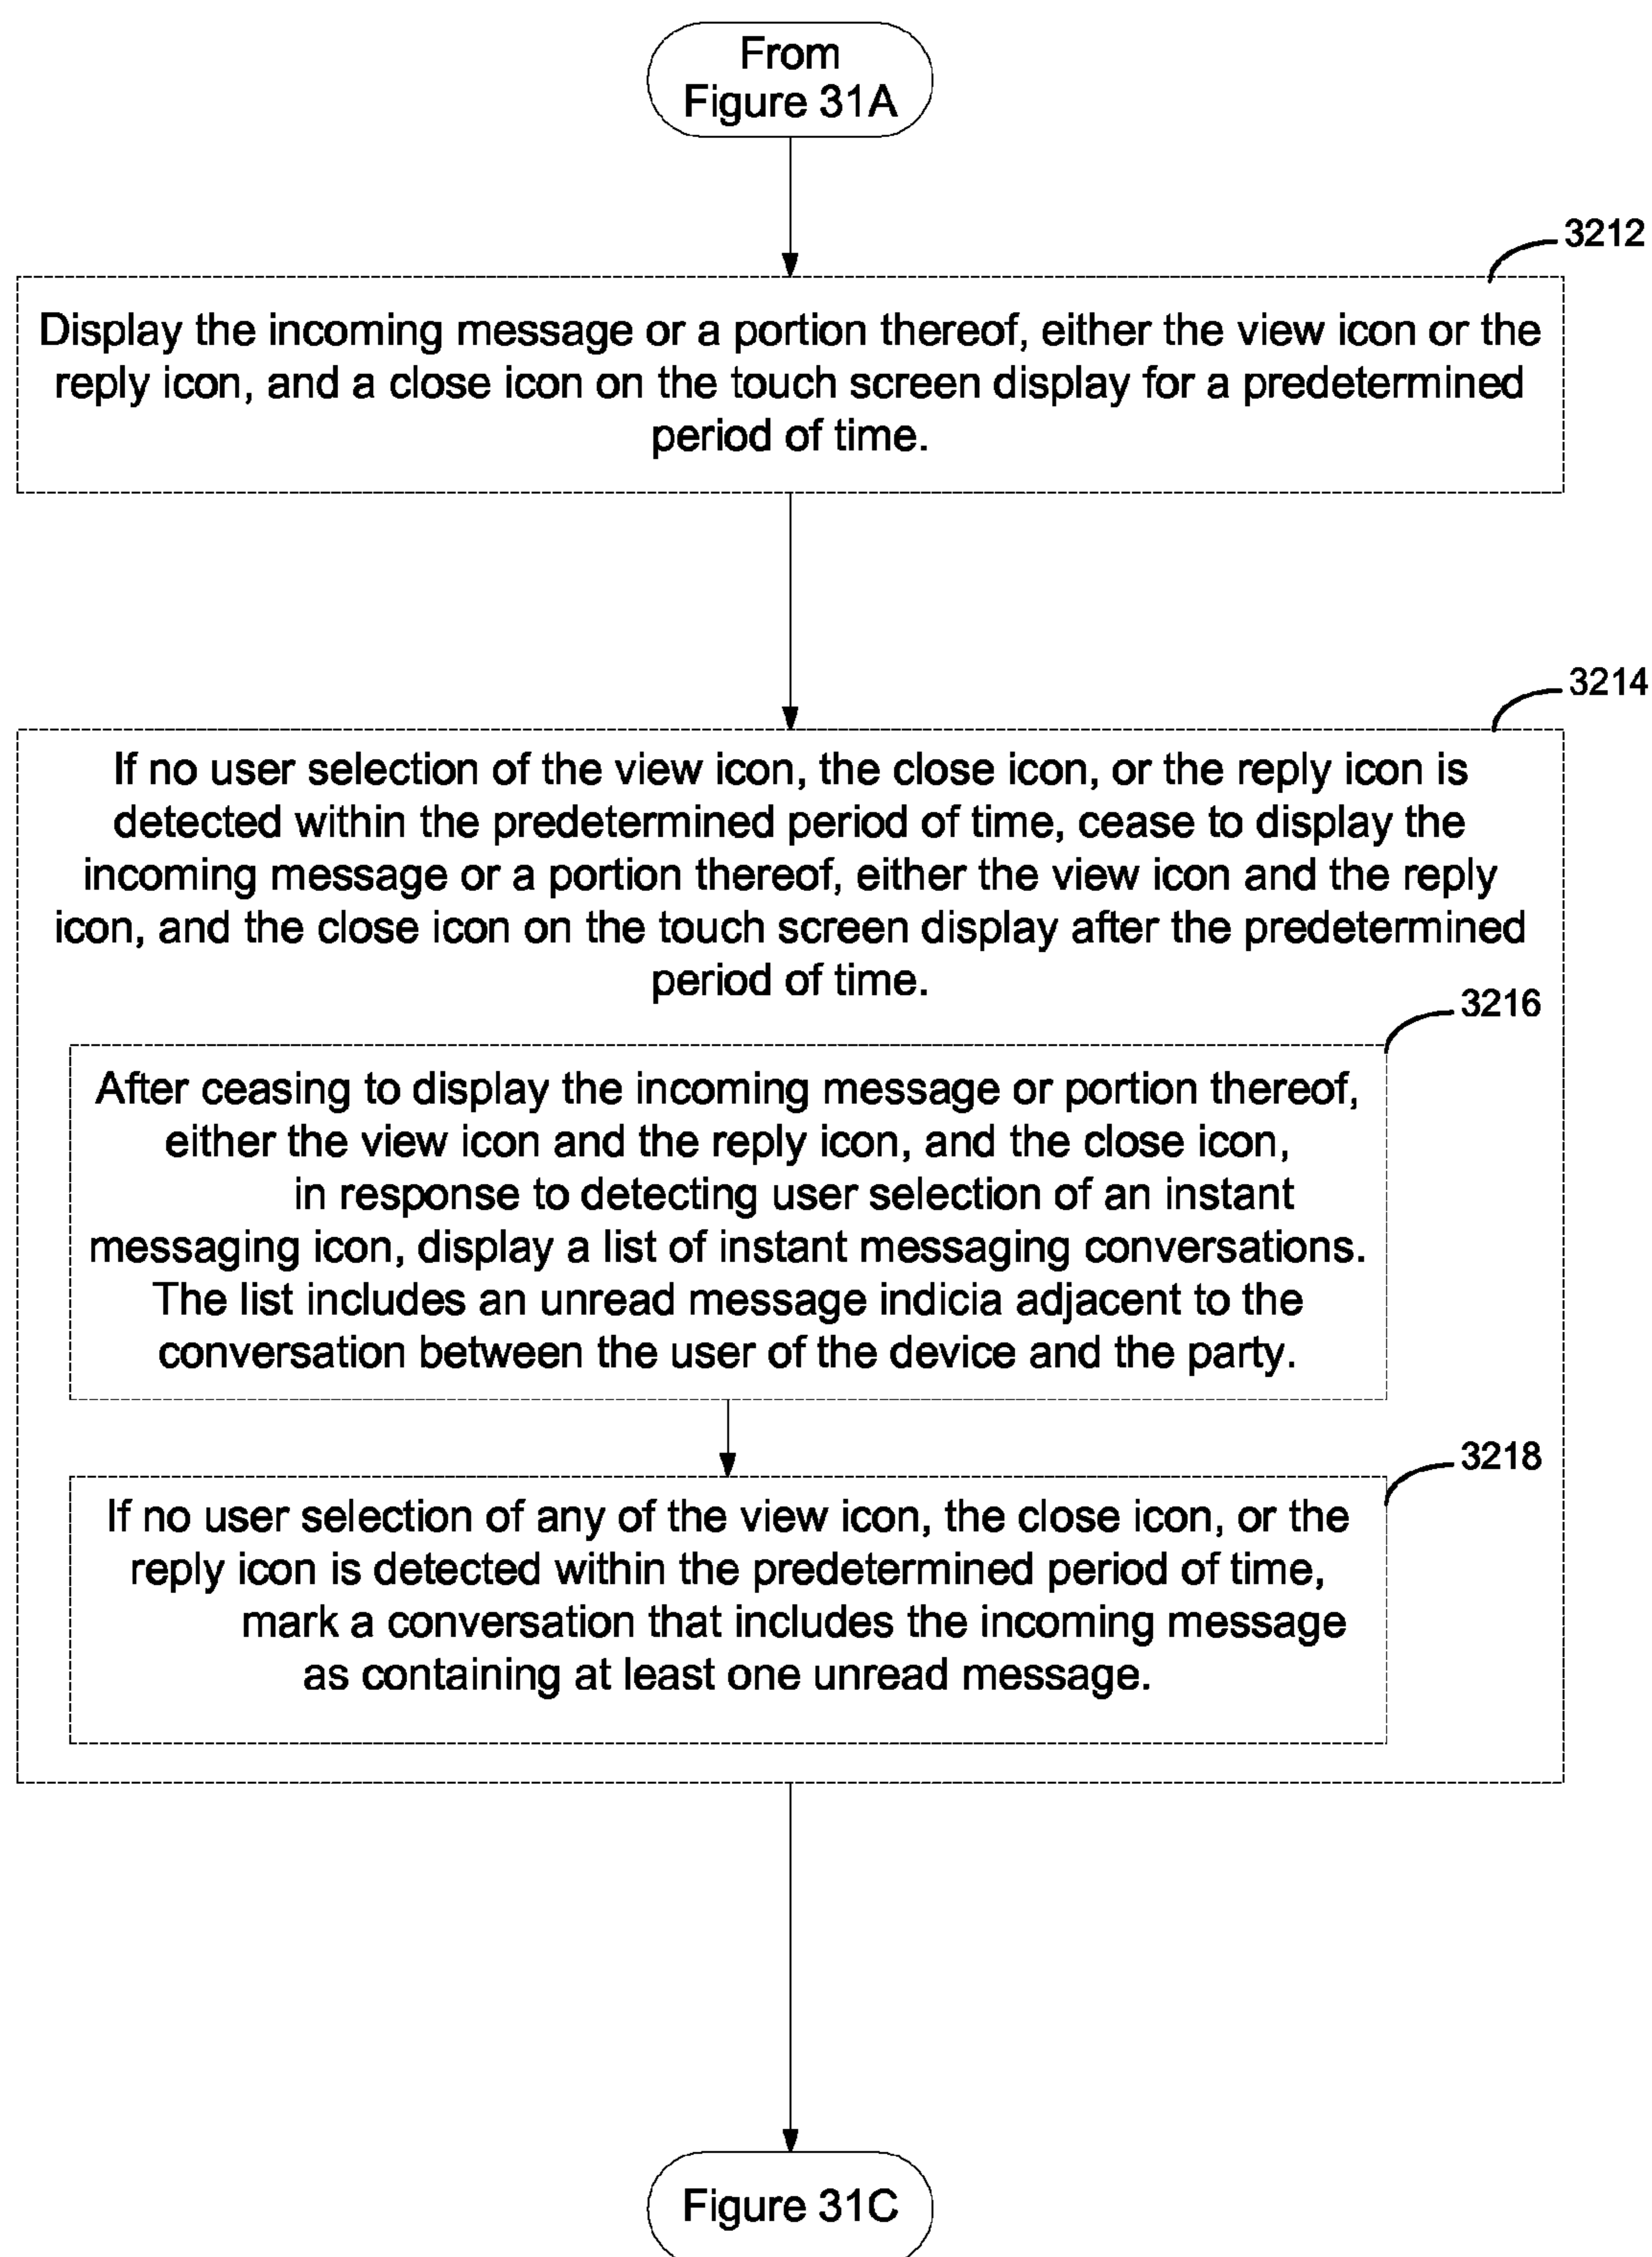 From
Figure 31A
3212
Display the incoming message or a portion thereof, either the view icon or the
reply icon, and a close icon on the touch screen display for a predetermined
period of time.
3214
If no user selection of the view icon, the close icon, or the reply icon is
detected within the predetermined period of time, cease to display the
incoming message or a portion thereof, either the view icon and the reply
icon, and the close icon on the touch screen display after the predetermined
period of time.
3216
After ceasing to display the incoming message or portion thereof,
either the view icon and the reply icon, and the close icon,
in response to detecting user selection of an instant
messaging icon, display a list of instant messaging conversations.
The list includes an unread message indicia adjacent to the
conversation between the user of the device and the party.
3218
If no user selection of any of the view icon, the close icon, or the
reply icon is detected within the predetermined period of time,
mark a conversation that includes the incoming message
as containing at least one unread message.
Figure 31C